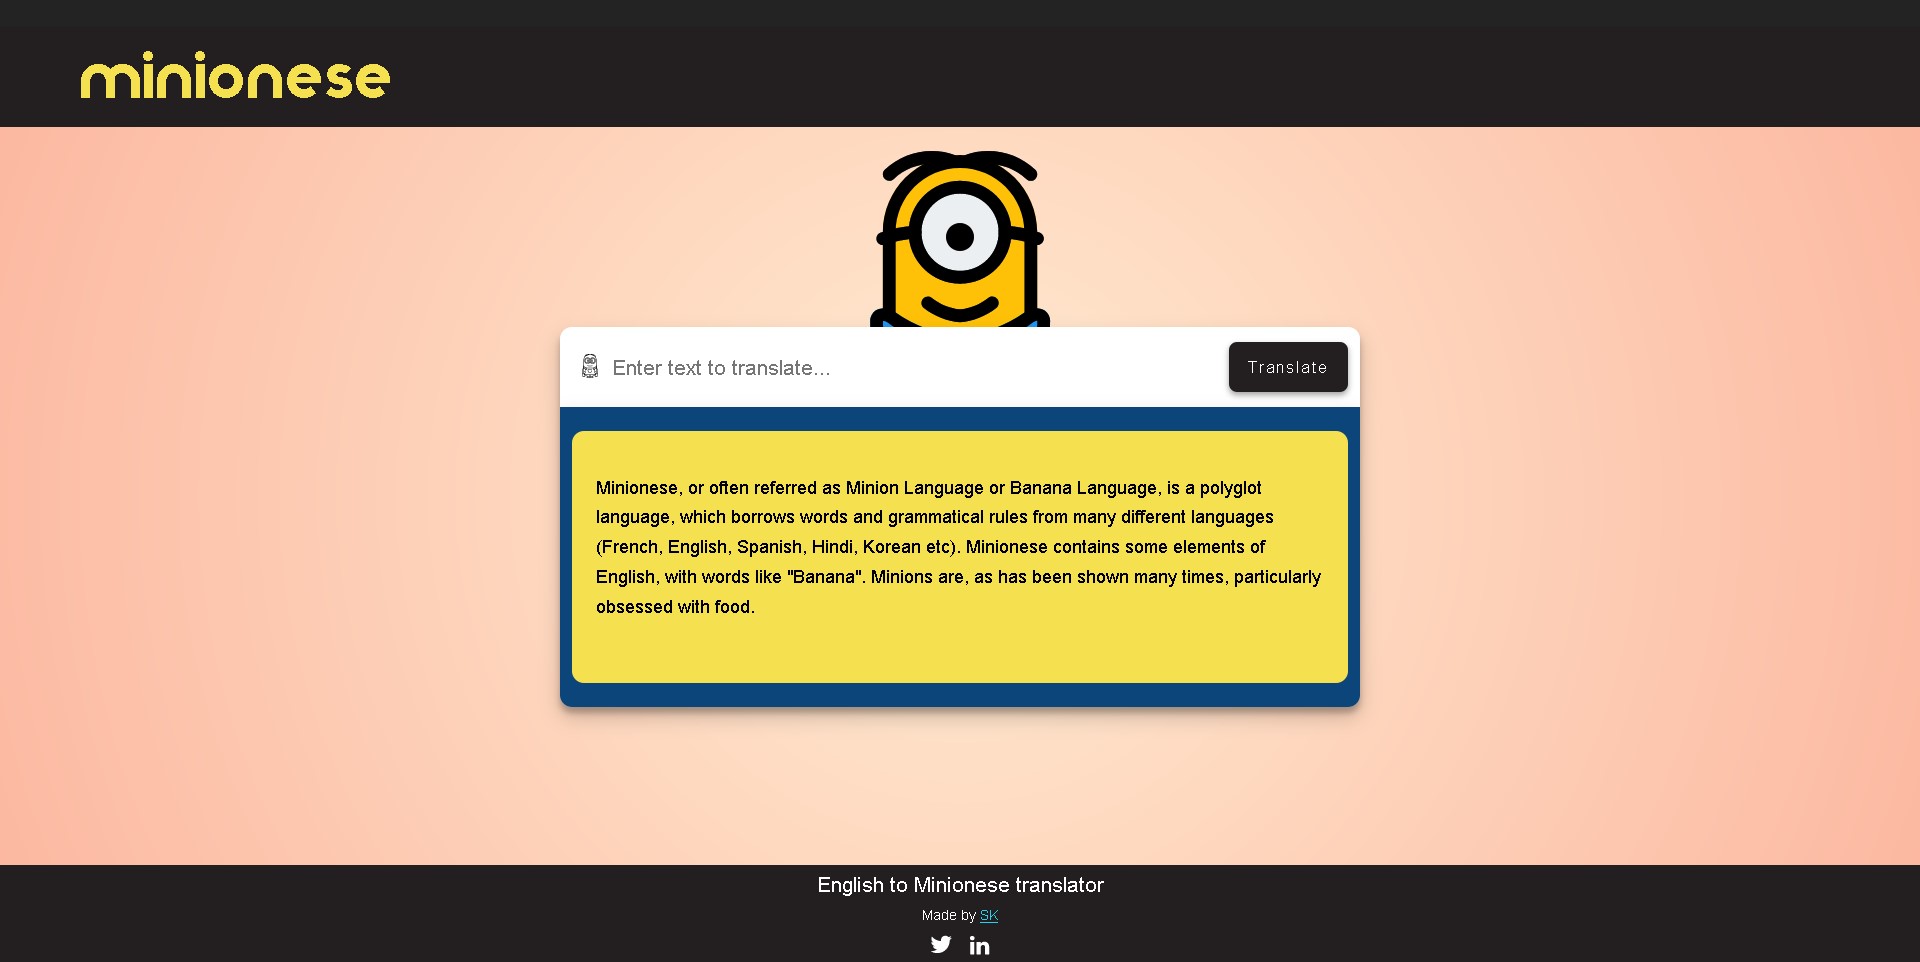 minionese
Enter text to translate...
Translate
Minionese, or often referred as Minion Language or Banana Language, is a polyglot
language, which borrows words and grammatical rules from many different languages
(French, English, Spanish, Hindi, Korean etc). Minionese contains some elements of
English, with words like "Banana". Minions are, as has been shown many times, particularly
obsessed with food.
English to Minionese translator
Made by SK